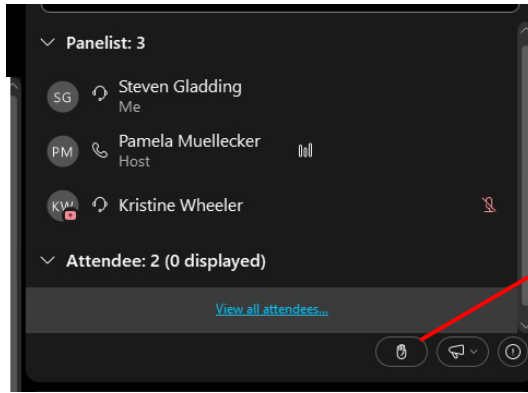 Panelist: 3
SG
Steven Gladding
Me
PM
Pamela Muellecker
Host
KW
Kristine Wheeler
Attendee: 2 (0 displayed)
View all attendees...